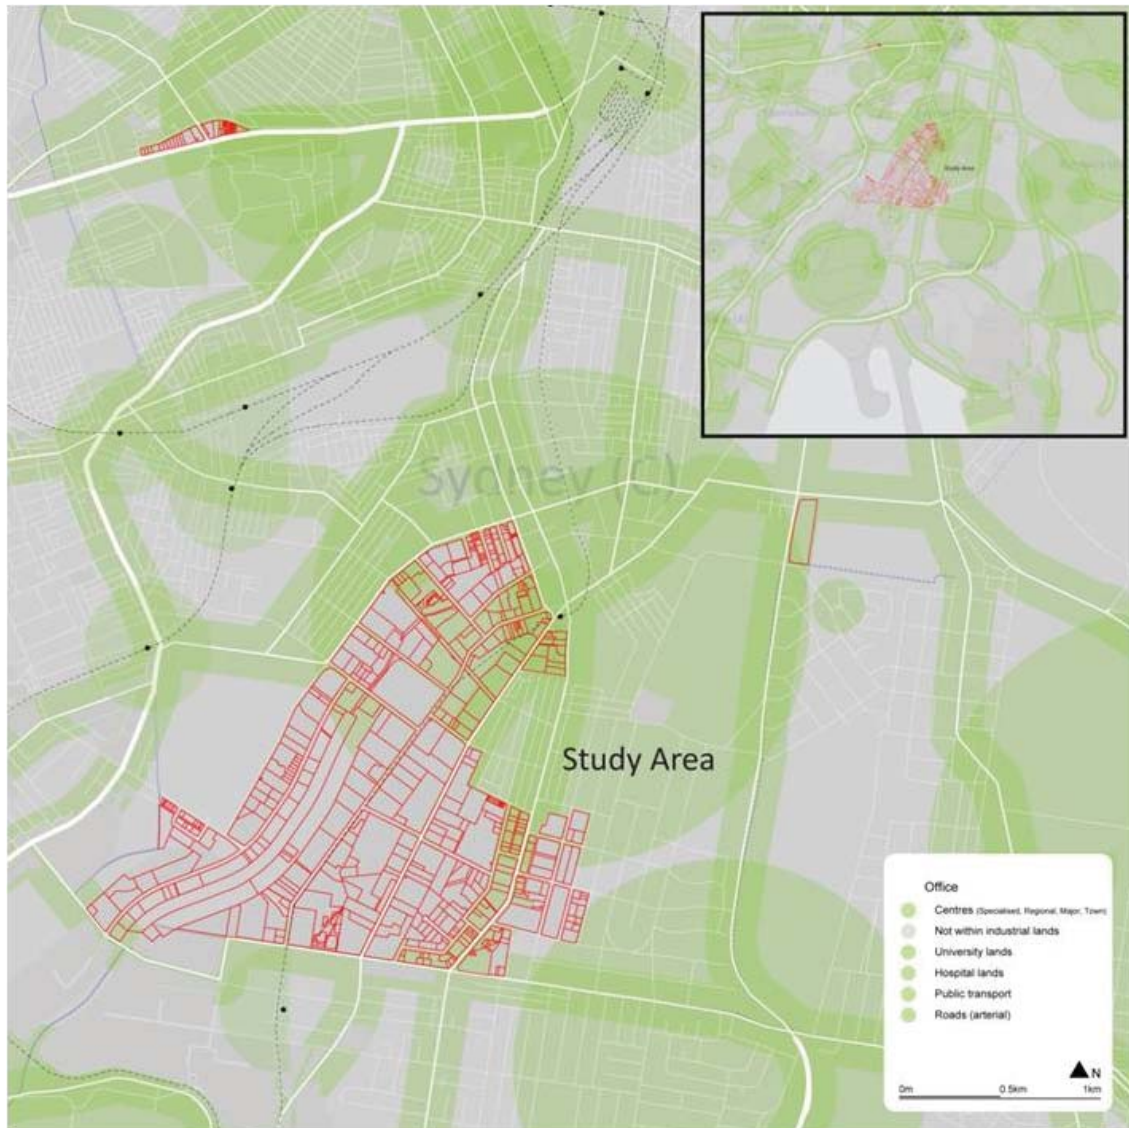 Study Area
Sydney (C)
Study Area
Office
Centres (Specialised, Regional, Major, Town)
Not within industrial lands
University lands
Hospital lands
Public transport
Roads (arterial)
N
0m 0.5km 1km